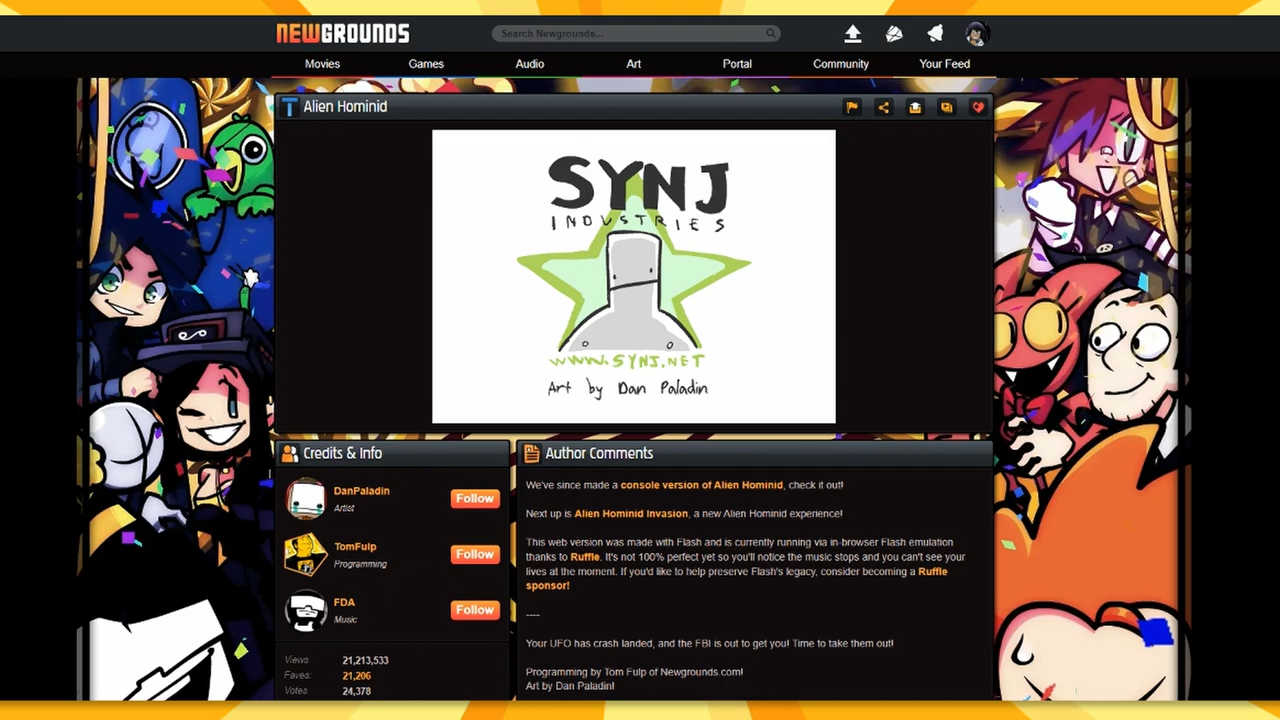 NEWGROUNDS
Search Newgrounds...
Movies Games Audio Art Portal Community Your Feed
T Alien Hominid
SYNJ
INDUSTRIES
WWW.SYNJ.NET
Art by Dan Paladin
Credits & Info
DanPaladin
Artist
Follow
TomFulp
Programming
Follow
FDA
Music
Follow
Views 21,213,533
Faves: 21,206
Votes 24,378
Author Comments
We've since made a console version of Alien Hominid, check it out!
Next up is Alien Hominid Invasion, a new Alien Hominid experience!
This web version was made with Flash and is currently running via in-browser Flash emulation
thanks to Ruffle. It's not 100% perfect yet so you'll notice the music stops and you can't see your
lives at the moment. If you'd like to help preserve Flash's legacy, consider becoming a Ruffle
sponsor!
----
Your UFO has crash landed, and the FBI is out to get you! Time to take them out!
Programming by Tom Fulp of Newgrounds.com!
Art by Dan Paladin!